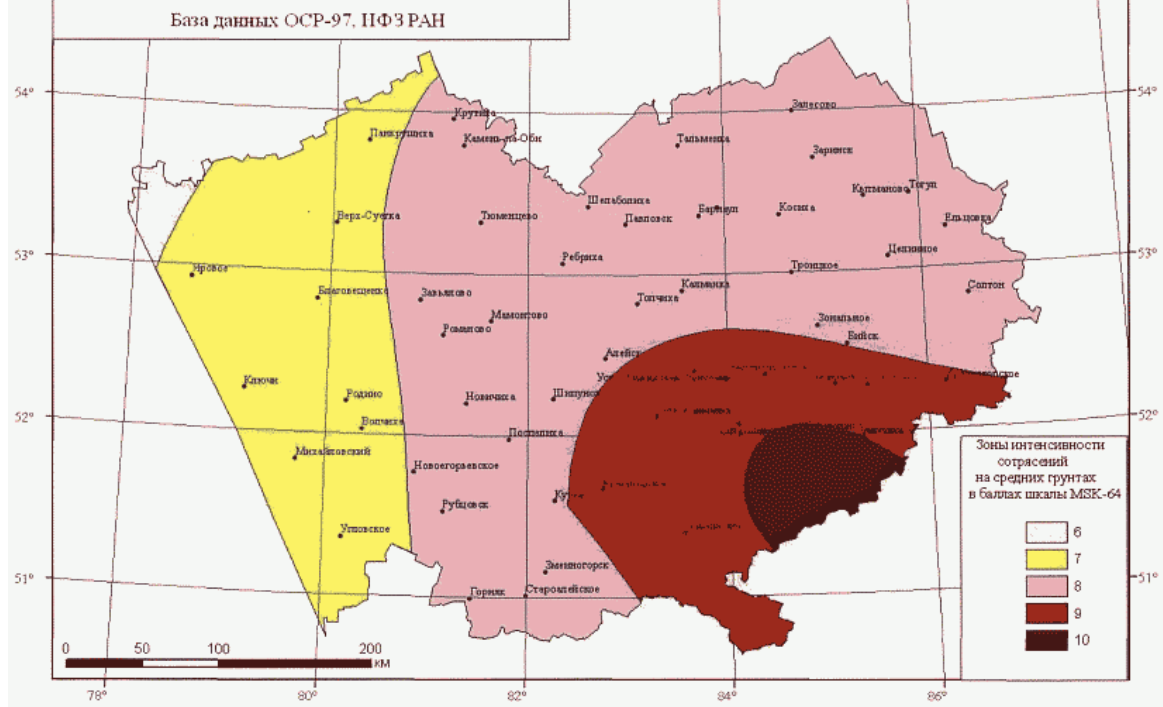 База данных ОСР-97, ИФЗ РАН
54°
54°
Залесово
Крутиха
Панкрушиха
Камень-на-Оби
Тальменка
Заринск
Кытманово
Тогул
Шелаболиха
Верх-Суетка
Тюменцево
Павловск
Барнаул
Косиха
Ельцовка
53°
53°
Целинное
Ребриха
Троицкое
Яровое
Солтон
Благовещенка
Завьялово
Калманка
Топчиха
Мамонтово
Романово
Зональное
Бийск
Алейск
Ключи
Родино
Новичиха
Шипуново
52°
52°
Волчиха
Поспелиха
Михайловский
Новоегорьевское
Зоны интенсивности
сотрясений
на средних грунтах
в баллах шкалы MSK-64
Рубцовск
Угловское
6
7
8
9
10
51°
51°
Змеиногорск
Горняк
Староалейское
0 50 100 200
км
78° 80° 82° 84° 86°